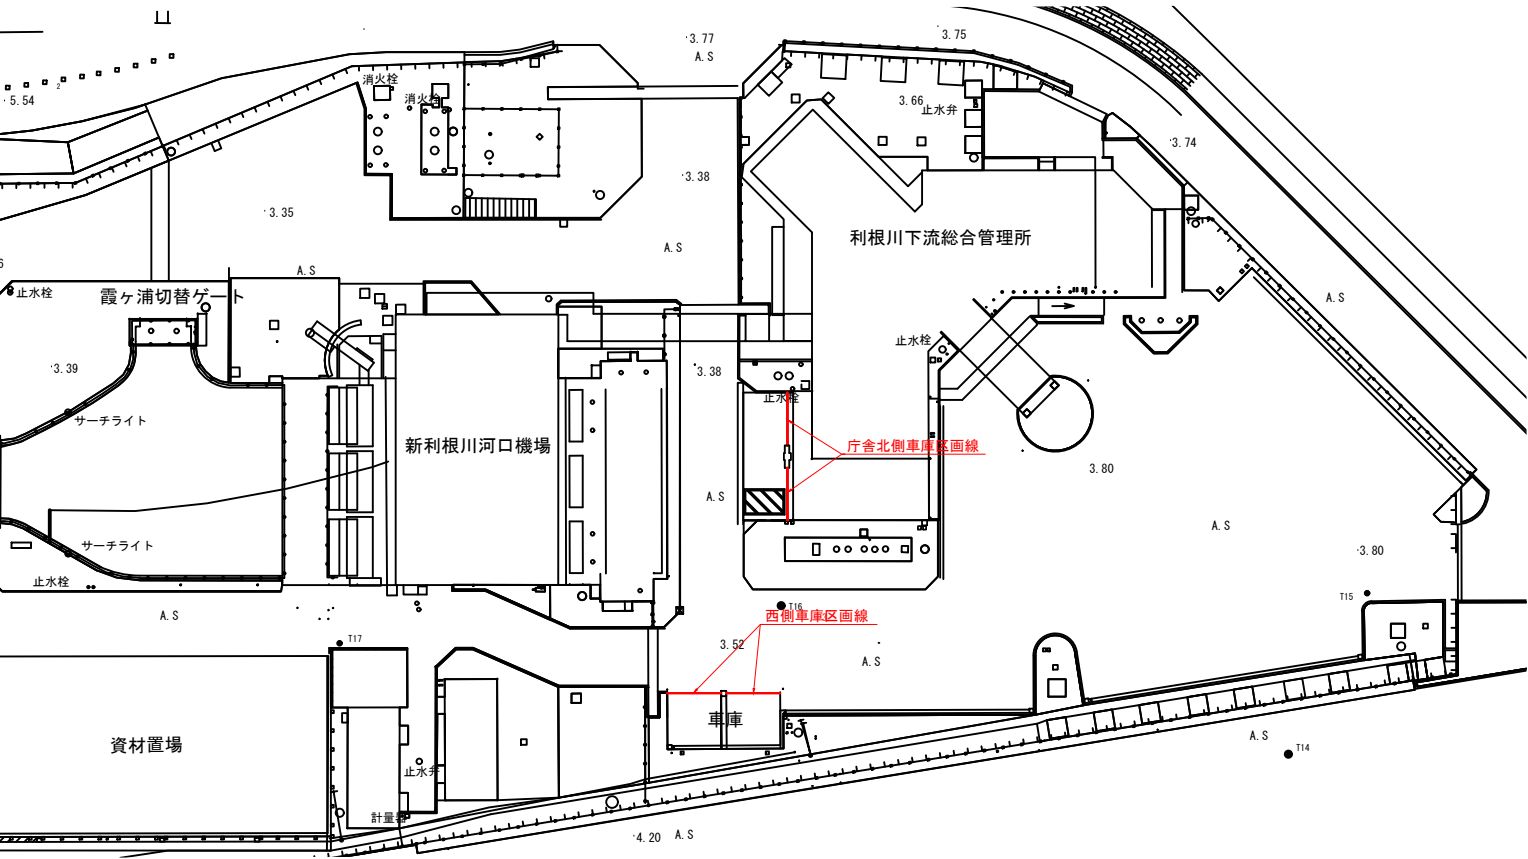 3.77
A.S
3.75
消火栓
消火栓
5.54
2
3.66
止水弁
3.74
3.38
3.35
利根川下流総合管理所
A.S
6
A.S
止水栓
霞ヶ浦切替ゲート
A.S
止水栓
3.39
3.38
止水栓
サーチライト
新利根川河口機場
庁舎北側車庫区画線
3.80
A.S
A.S
サーチライト
3.80
止水栓
T15
A.S
T16
西側車庫区画線
T17
3.52
A.S
車庫
資材置場
A.S
T14
止水弁
計量器
4.20
A.S